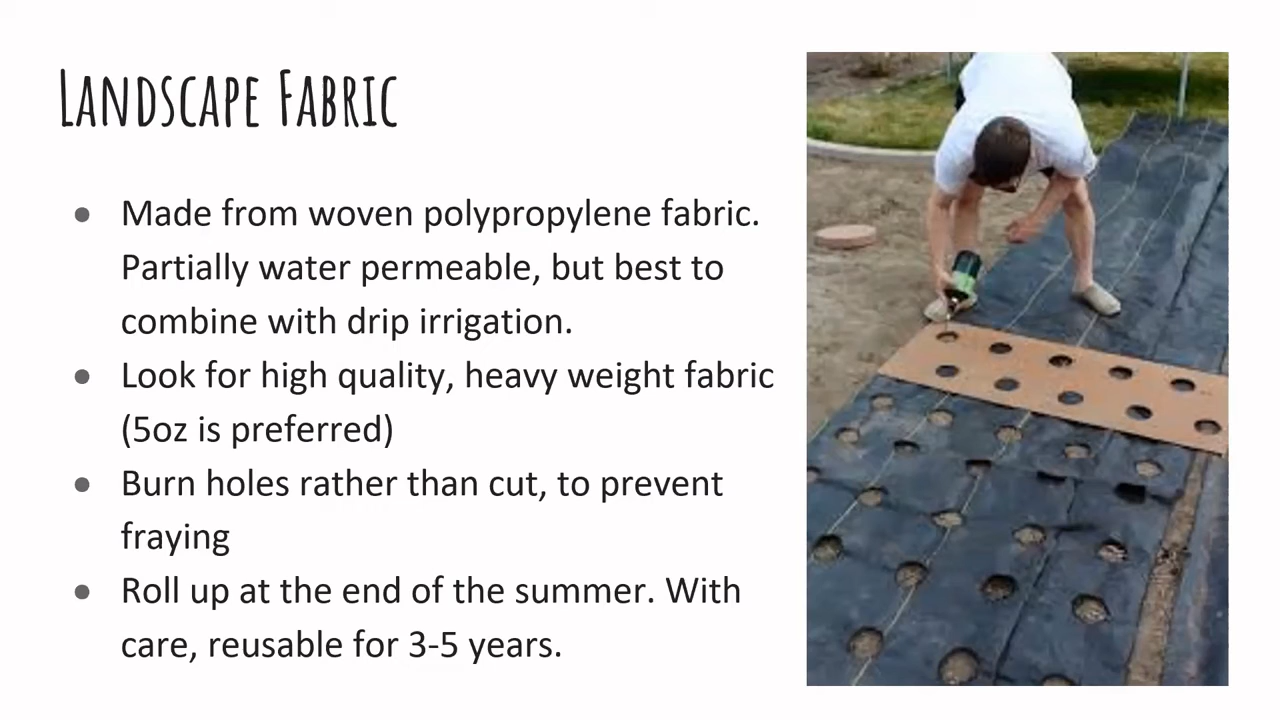 Landscape Fabric
● Made from woven polypropylene fabric.
Partially water permeable, but best to
combine with drip irrigation.
● Look for high quality, heavy weight fabric
(5oz is preferred)
● Burn holes rather than cut, to prevent
fraying
● Roll up at the end of the summer. With
care, reusable for 3-5 years.